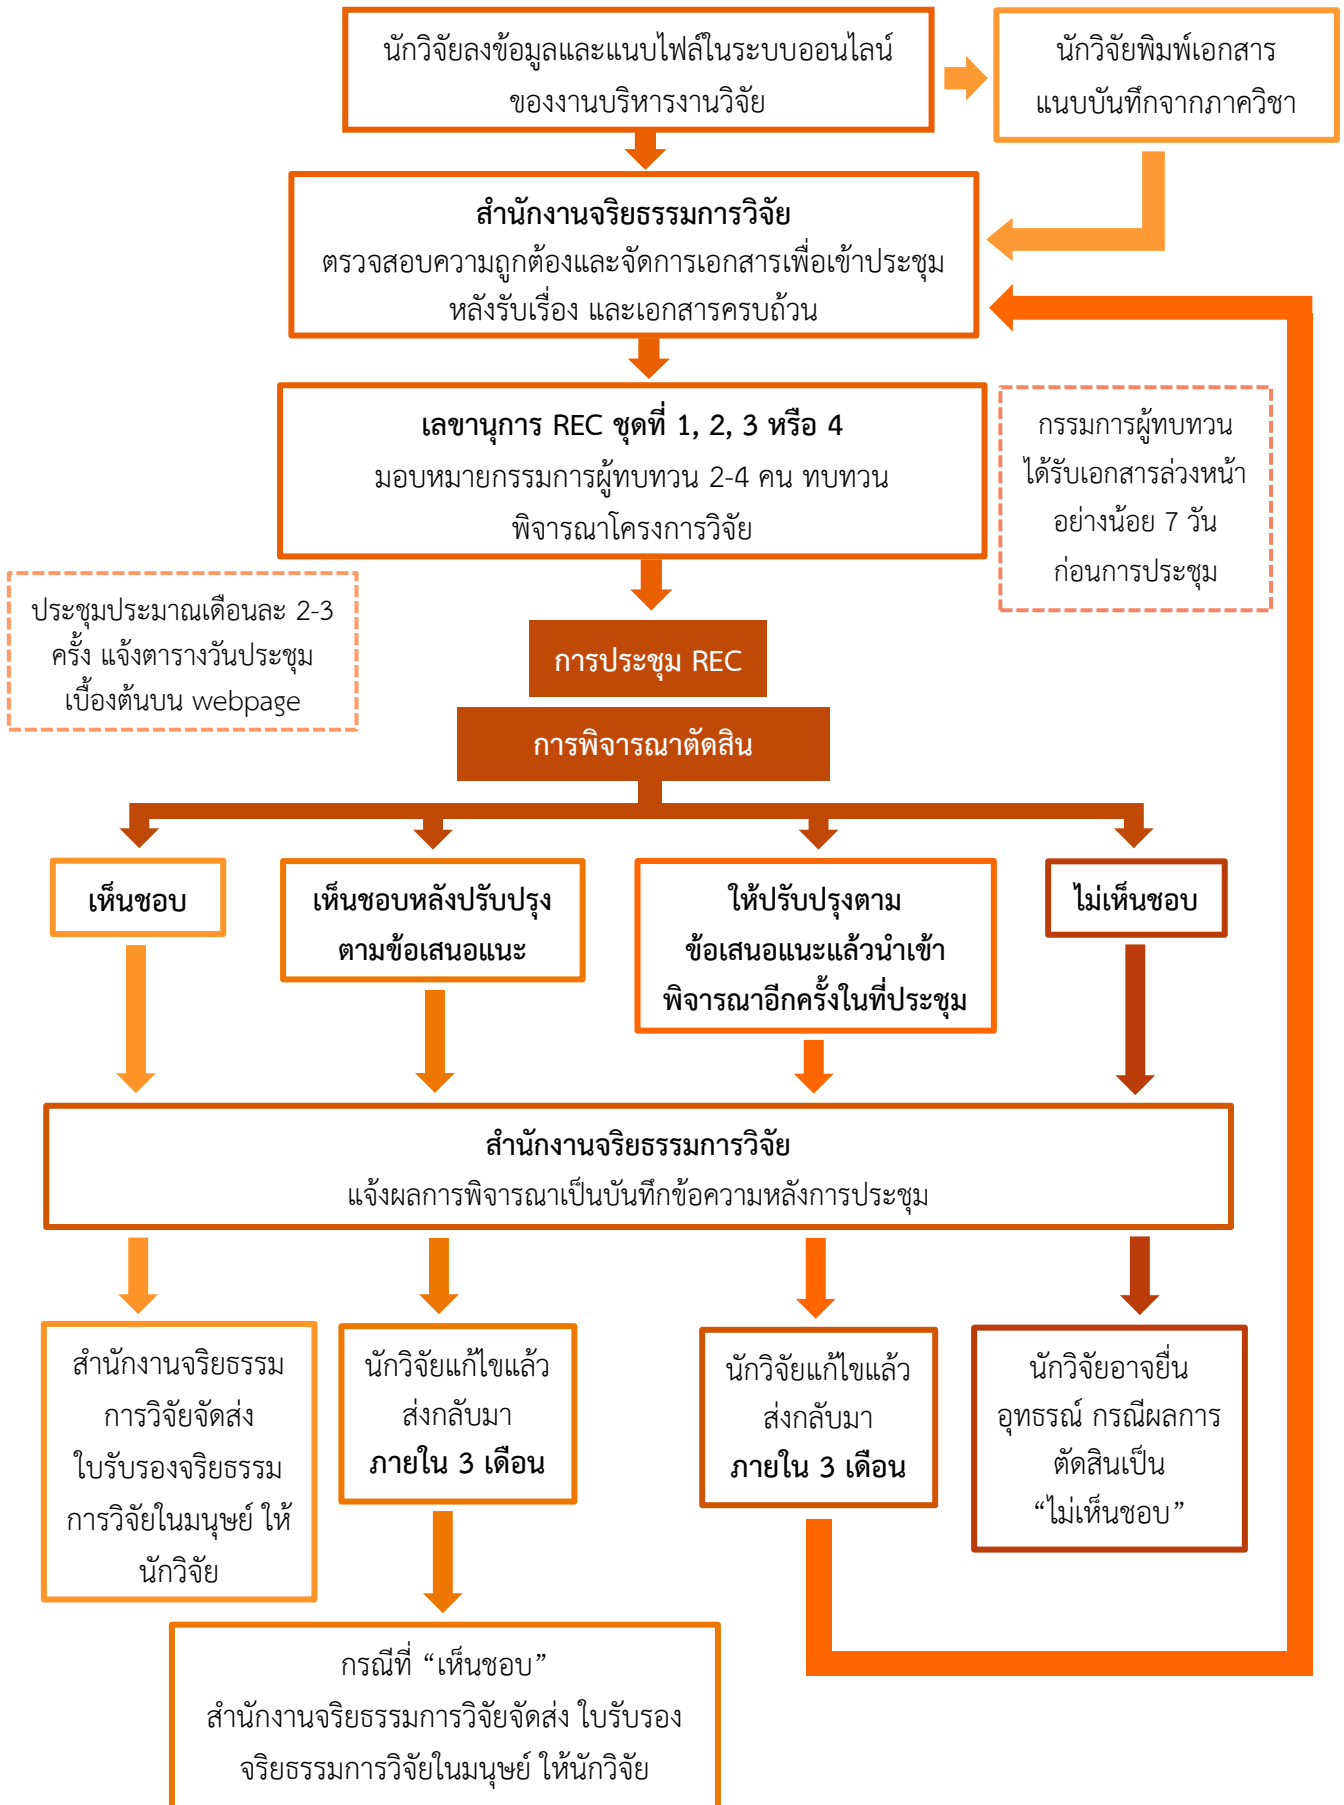 นักวิจัยลงข้อมูลและแนบไฟล์ในระบบออนไลน์
ของงานบริหารงานวิจัย
นักวิจัยพิมพ์เอกสาร
แนบบันทึกจากภาควิชา
สำนักงานจริยธรรมการวิจัย
ตรวจสอบความถูกต้องและจัดการเอกสารเพื่อเข้าประชุม
หลังรับเรื่อง และเอกสารครบถ้วน
เลขานุการ REC ชุดที่ 1, 2, 3 หรือ 4
มอบหมายกรรมการผู้ทบทวน 2-4 คน ทบทวน
พิจารณาโครงการวิจัย
กรรมการผู้ทบทวน
ได้รับเอกสารล่วงหน้า
อย่างน้อย 7 วัน
ก่อนการประชุม
ประชุมประมาณเดือนละ 2-3
ครั้ง แจ้งตารางวันประชุม
เบื้องต้นบน webpage
การประชุม REC
การพิจารณาตัดสิน
เห็นชอบ
เห็นชอบหลังปรับปรุง
ตามข้อเสนอแนะ
ให้ปรับปรุงตาม
ข้อเสนอแนะแล้วนำเข้า
พิจารณาอีกครั้งในที่ประชุม
ไม่เห็นชอบ
สำนักงานจริยธรรมการวิจัย
แจ้งผลการพิจารณาเป็นบันทึกข้อความหลังการประชุม
สำนักงานจริยธรรม
การวิจัยจัดส่ง
ใบรับรองจริยธรรม
การวิจัยในมนุษย์ ให้
นักวิจัย
นักวิจัยแก้ไขแล้ว
ส่งกลับมา
ภายใน 3 เดือน
นักวิจัยแก้ไขแล้ว
ส่งกลับมา
ภายใน 3 เดือน
นักวิจัยอาจยื่น
อุทธรณ์ กรณีผลการ
ตัดสินเป็น
“ไม่เห็นชอบ”
กรณีที่ “เห็นชอบ”
สำนักงานจริยธรรมการวิจัยจัดส่ง ใบรับรอง
จริยธรรมการวิจัยในมนุษย์ ให้นักวิจัย